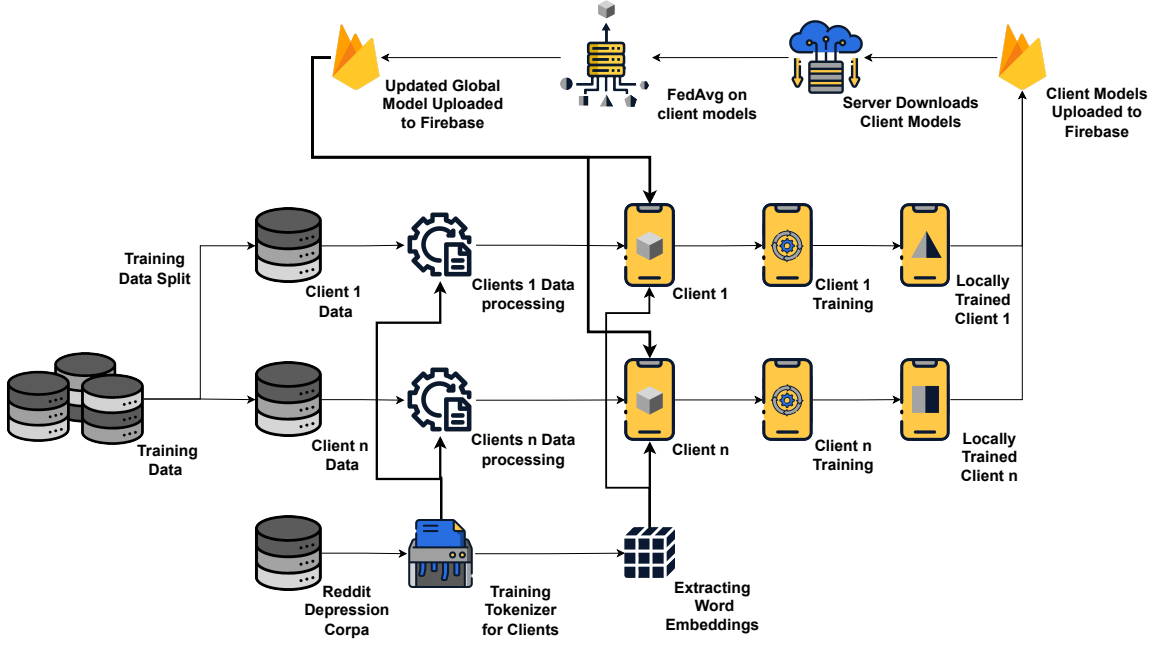 Updated Global
Model Uploaded
to Firebase
FedAvg on
client models
Server Downloads
Client Models
Client Models
Uploaded to
Firebase
Training
Data Split
Client 1
Data
Clients 1 Data
processing
Client 1
Client 1
Training
Locally
Trained
Client 1
Training
Data
Client n
Data
Clients n Data
processing
Client n
Client n
Training
Locally
Trained
Client n
Reddit
Depression
Corpa
Training
Tokenizer
for Clients
Extracting
Word
Embeddings